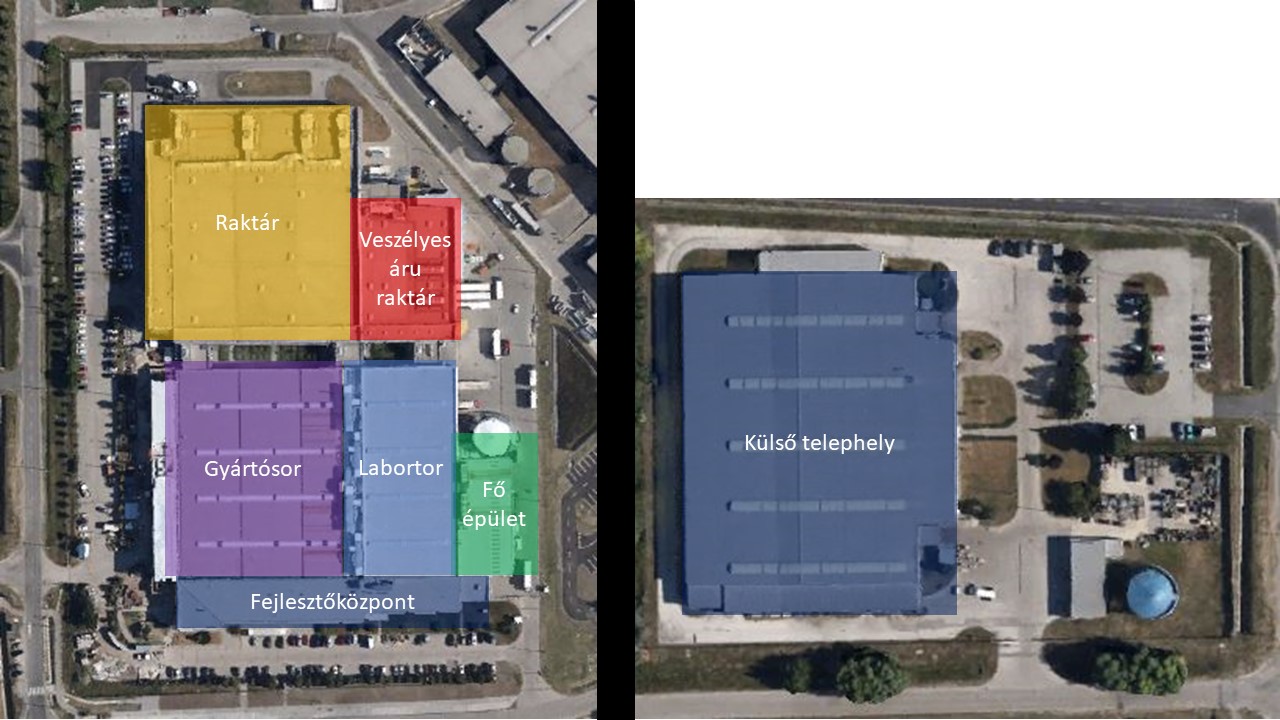 Raktár
Veszélyes
áru
raktár
Gyártósor
Labortor
Fő
épület
Fejlesztőközpont
Külső telephely